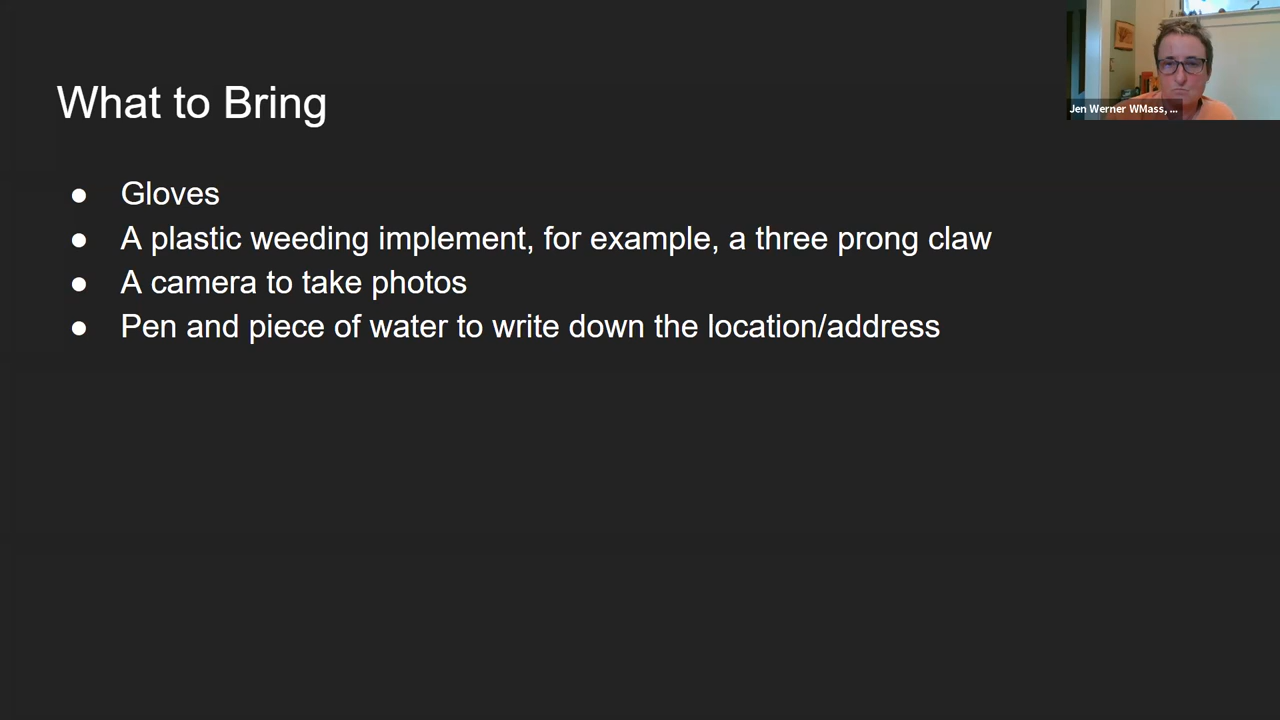 What to Bring
Jen Werner WMass, ...
● Gloves
● A plastic weeding implement, for example, a three prong claw
● A camera to take photos
● Pen and piece of water to write down the location/address